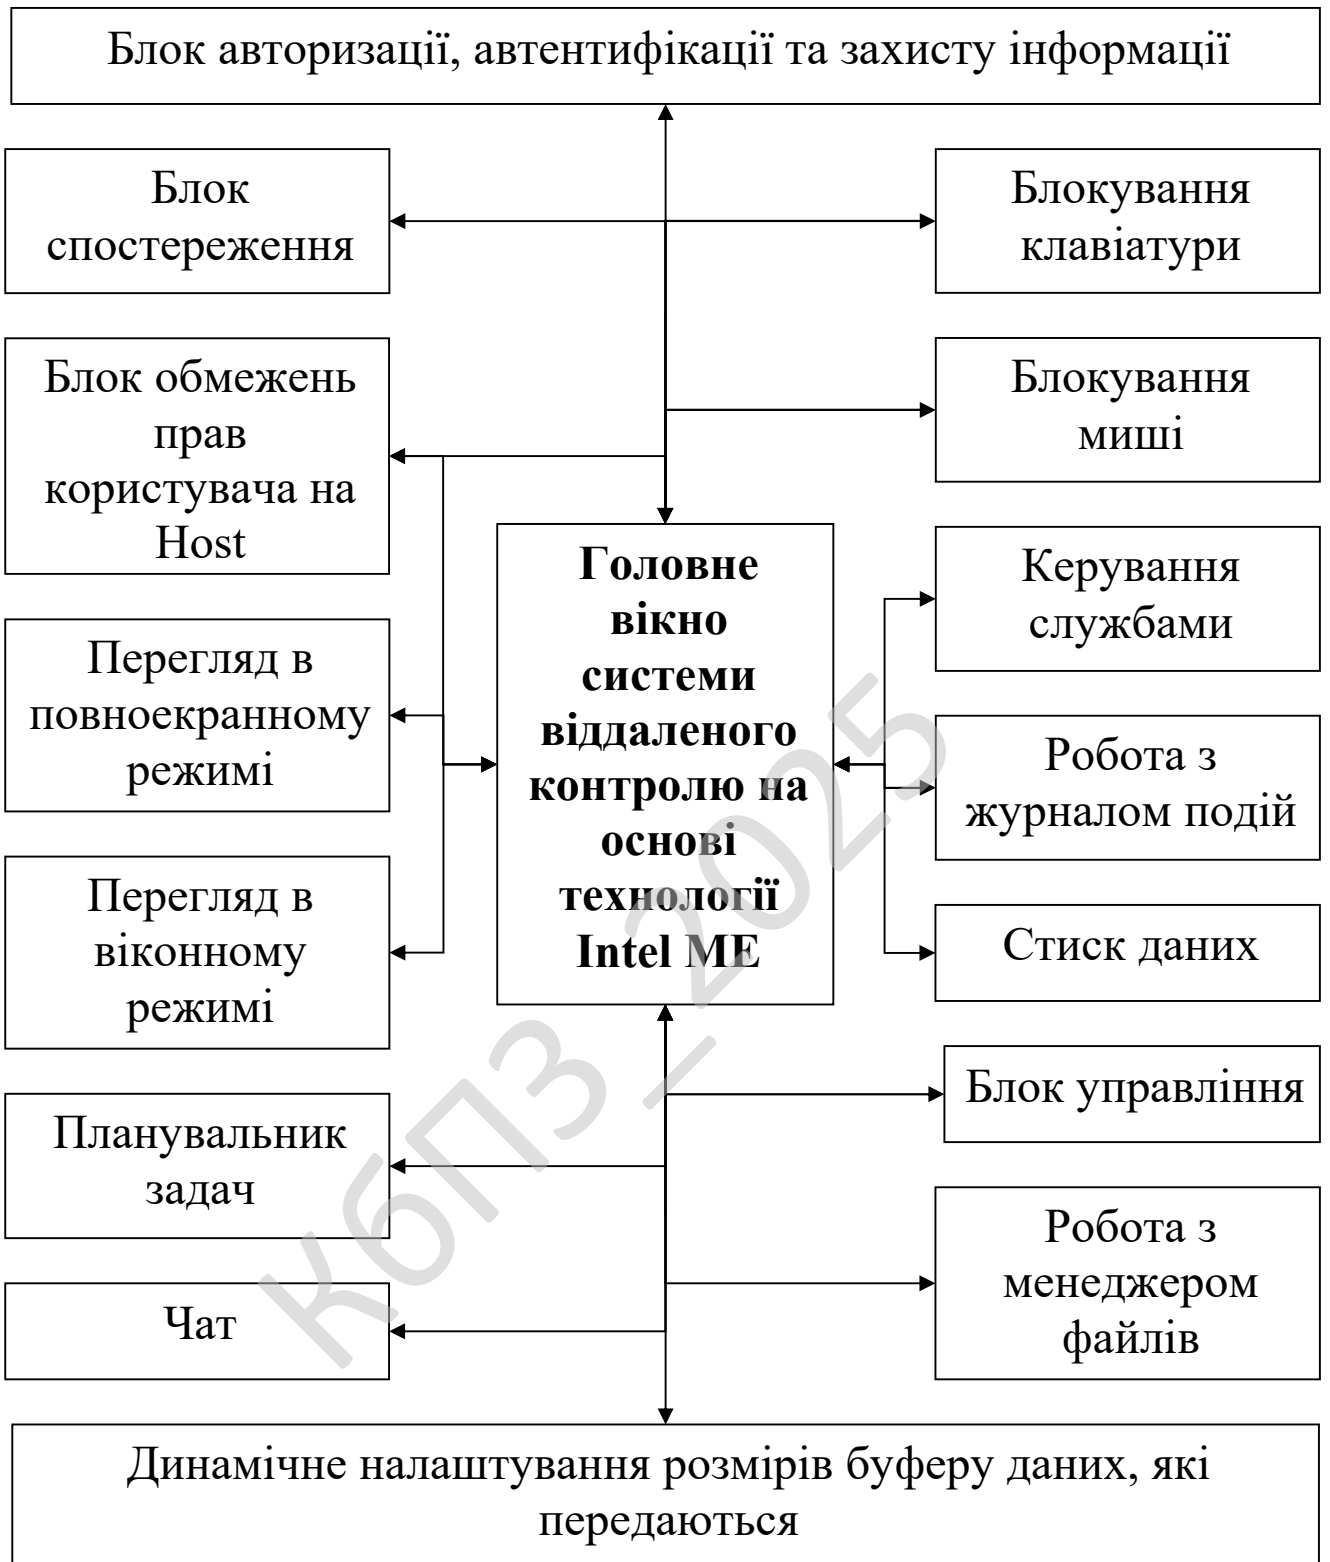 Блок авторизації, автентифікації та захисту інформації
Блок
спостереження
Блокування
клавіатури
Блок обмежень
прав
користувача на
Host
Блокування
миші
Головне
вікно
системи
віддаленого
контролю на
основі
технології
Intel ME
Керування
службами
Перегляд в
повноекранному
режимі
Робота з
журналом подій
Перегляд в
віконному
режимі
Стиск даних
Блок управління
Планувальник
задач
Робота з
менеджером
файлів
Чат
Динамічне налаштування розмірів буферу даних, які
передаються
КбПЗ_2025